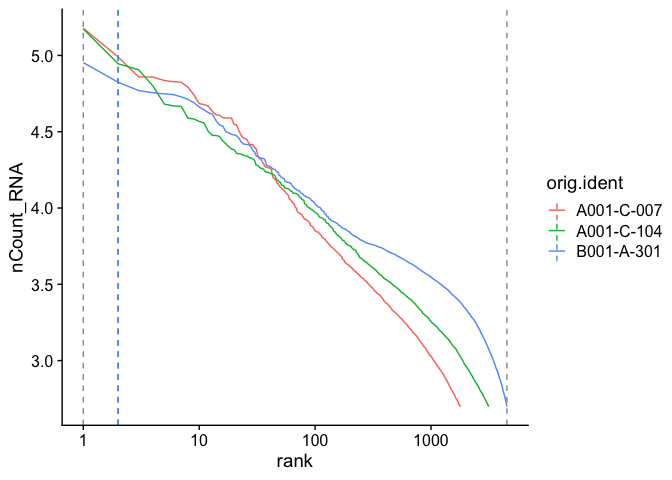 5.0
4.5
4.0
3.5
3.0
nCount_RNA
1 10 100 1000
rank
orig.ident
A001-C-007
A001-C-104
B001-A-301